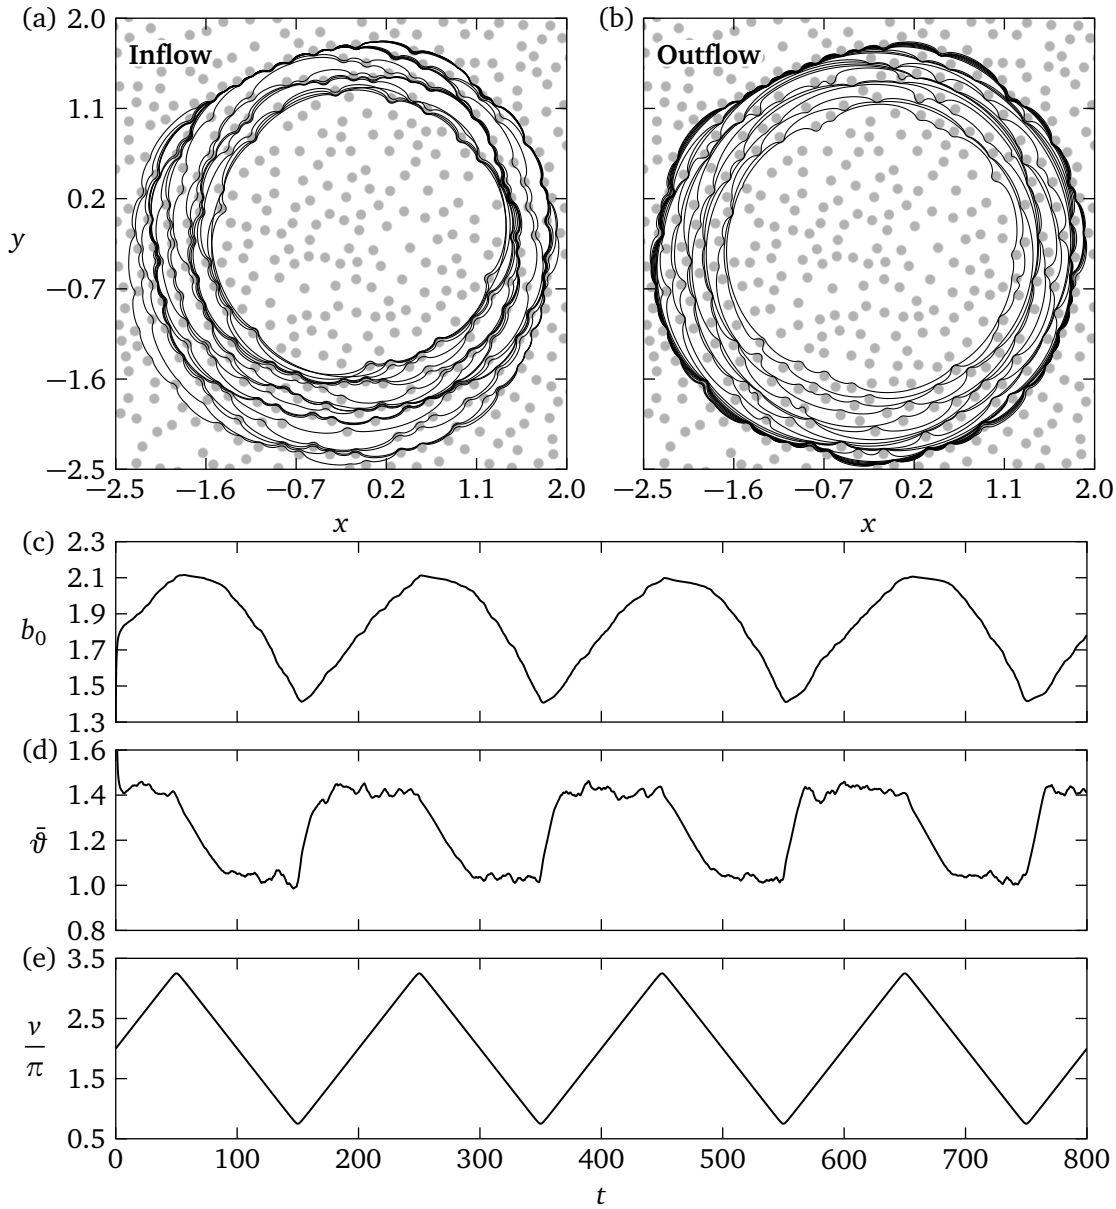 (a)
2.0
1.1
0.2
y
−0.7
−1.6
−2.5
Inflow
−2.5 −1.6 −0.7 0.2 1.1 2.0
x
(b)
Outflow
−2.5 −1.6 −0.7 0.2 1.1 2.0
x
(c)
2.3
2.1
1.9
b₀
1.7
1.5
1.3
(d)
1.6
1.4
1.2
ϑ̄
1.0
0.8
(e)
3.5
2.5
ν
π
1.5
0.5
0 100 200 300 400 500 600 700 800
t